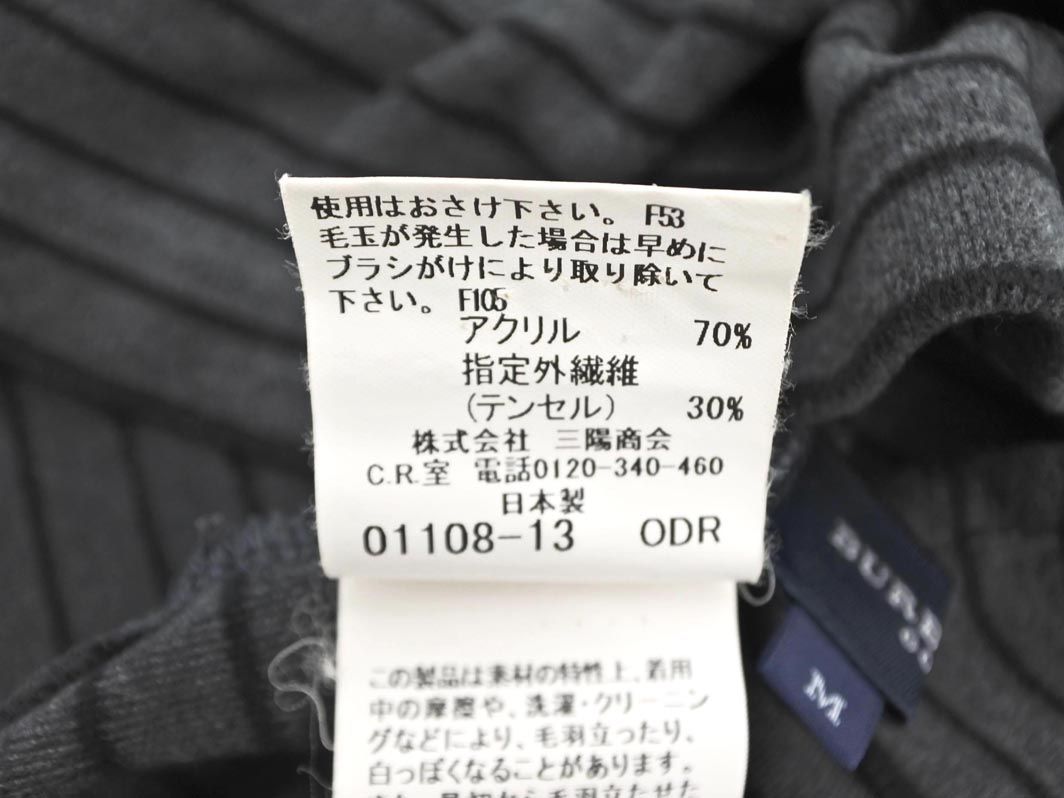 使用はおさけ下さい。 F53
毛玉が発生した場合は早めに
ブラシがけにより取り除いて
下さい。 F105
アクリル 70%
指定外繊維
(テンセル) 30%
株式会社 三陽商会
C.R.室 電話0120-340-460
日本製
01108-13 ODR
この製品は素材の特性上、着用
中の摩擦や、洗濯・クリーニン
グなどにより、毛羽立ったり、
白っぽくなることがあります。
BURB
M